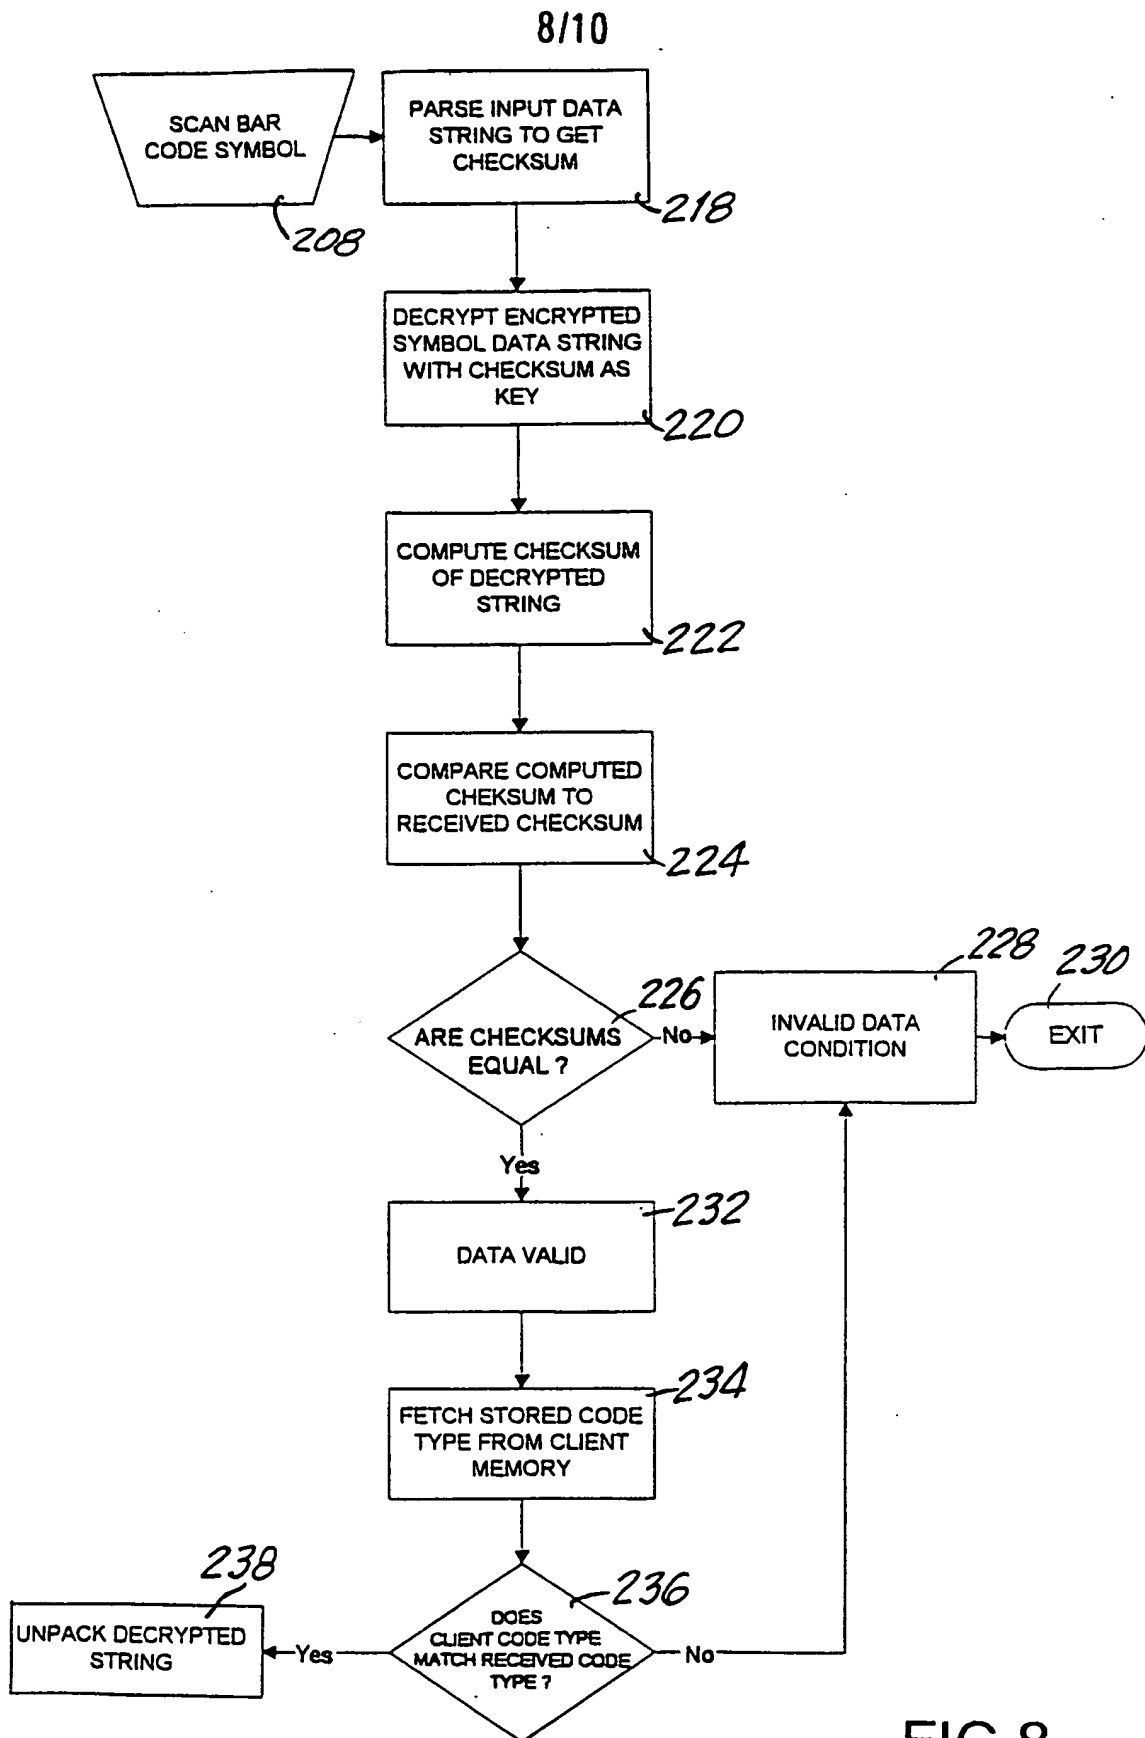 8/10
SCAN BAR
CODE SYMBOL
208
PARSE INPUT DATA
STRING TO GET
CHECKSUM
218
DECRYPT ENCRYPTED
SYMBOL DATA STRING
WITH CHECKSUM AS
KEY
220
COMPUTE CHECKSUM
OF DECRYPTED
STRING
222
COMPARE COMPUTED
CHEKSUM TO
RECEIVED CHECKSUM
224
226
ARE CHECKSUMS
EQUAL ?
No
228
INVALID DATA
CONDITION
230
EXIT
Yes
232
DATA VALID
234
FETCH STORED CODE
TYPE FROM CLIENT
MEMORY
236
DOES
CLIENT CODE TYPE
MATCH RECEIVED CODE
TYPE ?
No
Yes
238
UNPACK DECRYPTED
STRING
FIG 8